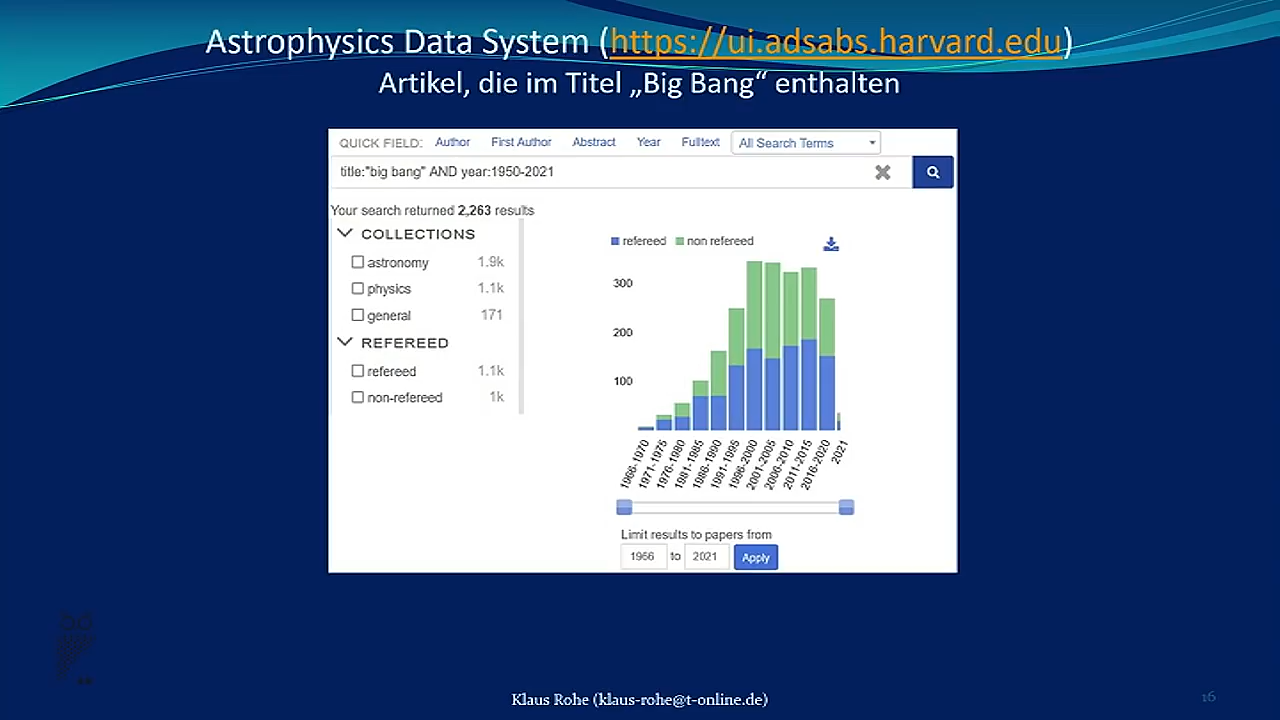 Astrophysics Data System (https://ui.adsabs.harvard.edu)
Artikel, die im Titel „Big Bang“ enthalten
QUICK FIELD: Author First Author Abstract Year Fulltext All Search Terms
title:"big bang" AND year:1950-2021
Your search returned 2,263 results
COLLECTIONS
astronomy 1.9k
physics 1.1k
general 171
REFEREED
refereed 1.1k
non-refereed 1k
refereed non refereed
300
200
100
1966-1970
1971-1975
1976-1980
1981-1985
1986-1990
1991-1995
1996-2000
2001-2005
2006-2010
2011-2015
2016-2020
2021
Limit results to papers from
1966 to 2021 Apply
Klaus Rohe (klaus-rohe@t-online.de)
16